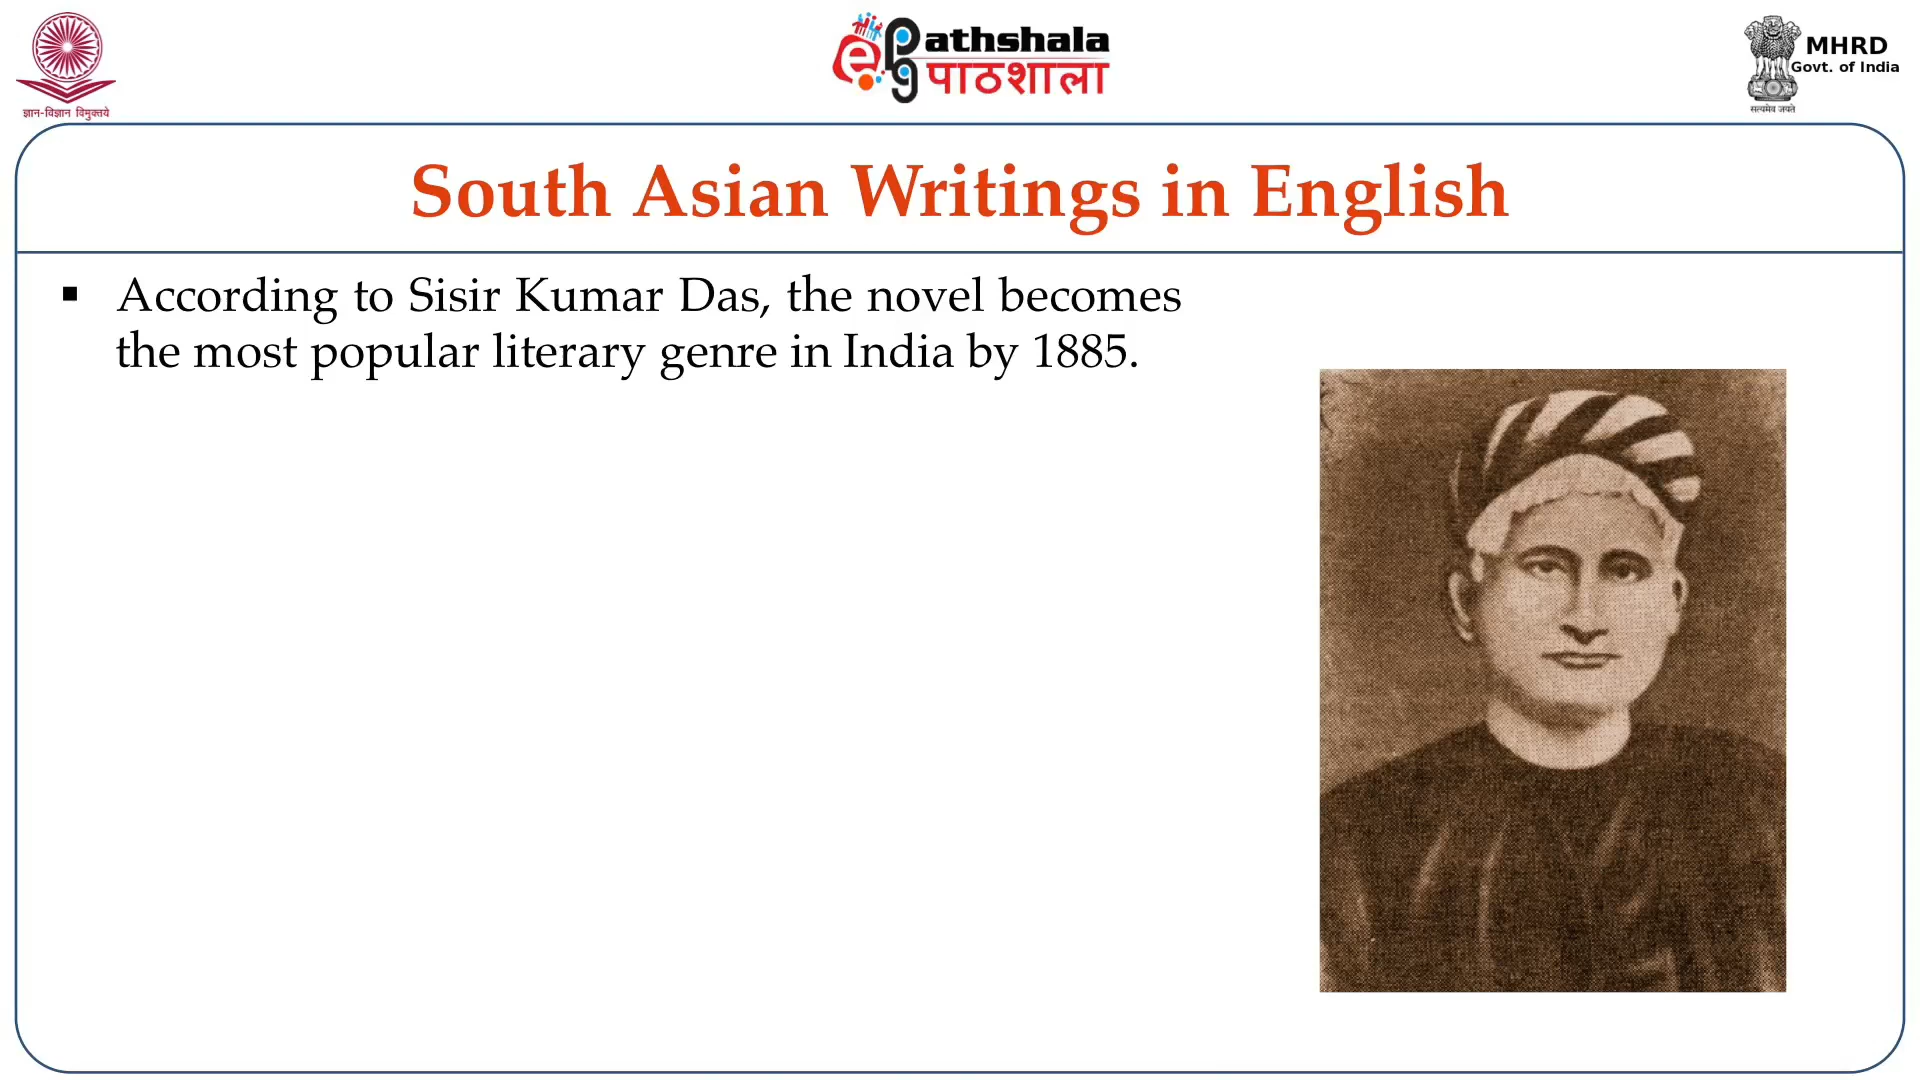 ज्ञान-विज्ञान विमुक्तये
ePathshala
पाठशाला
MHRD
Govt. of India
सत्यमेव जयते
South Asian Writings in English
▪ According to Sisir Kumar Das, the novel becomes
the most popular literary genre in India by 1885.